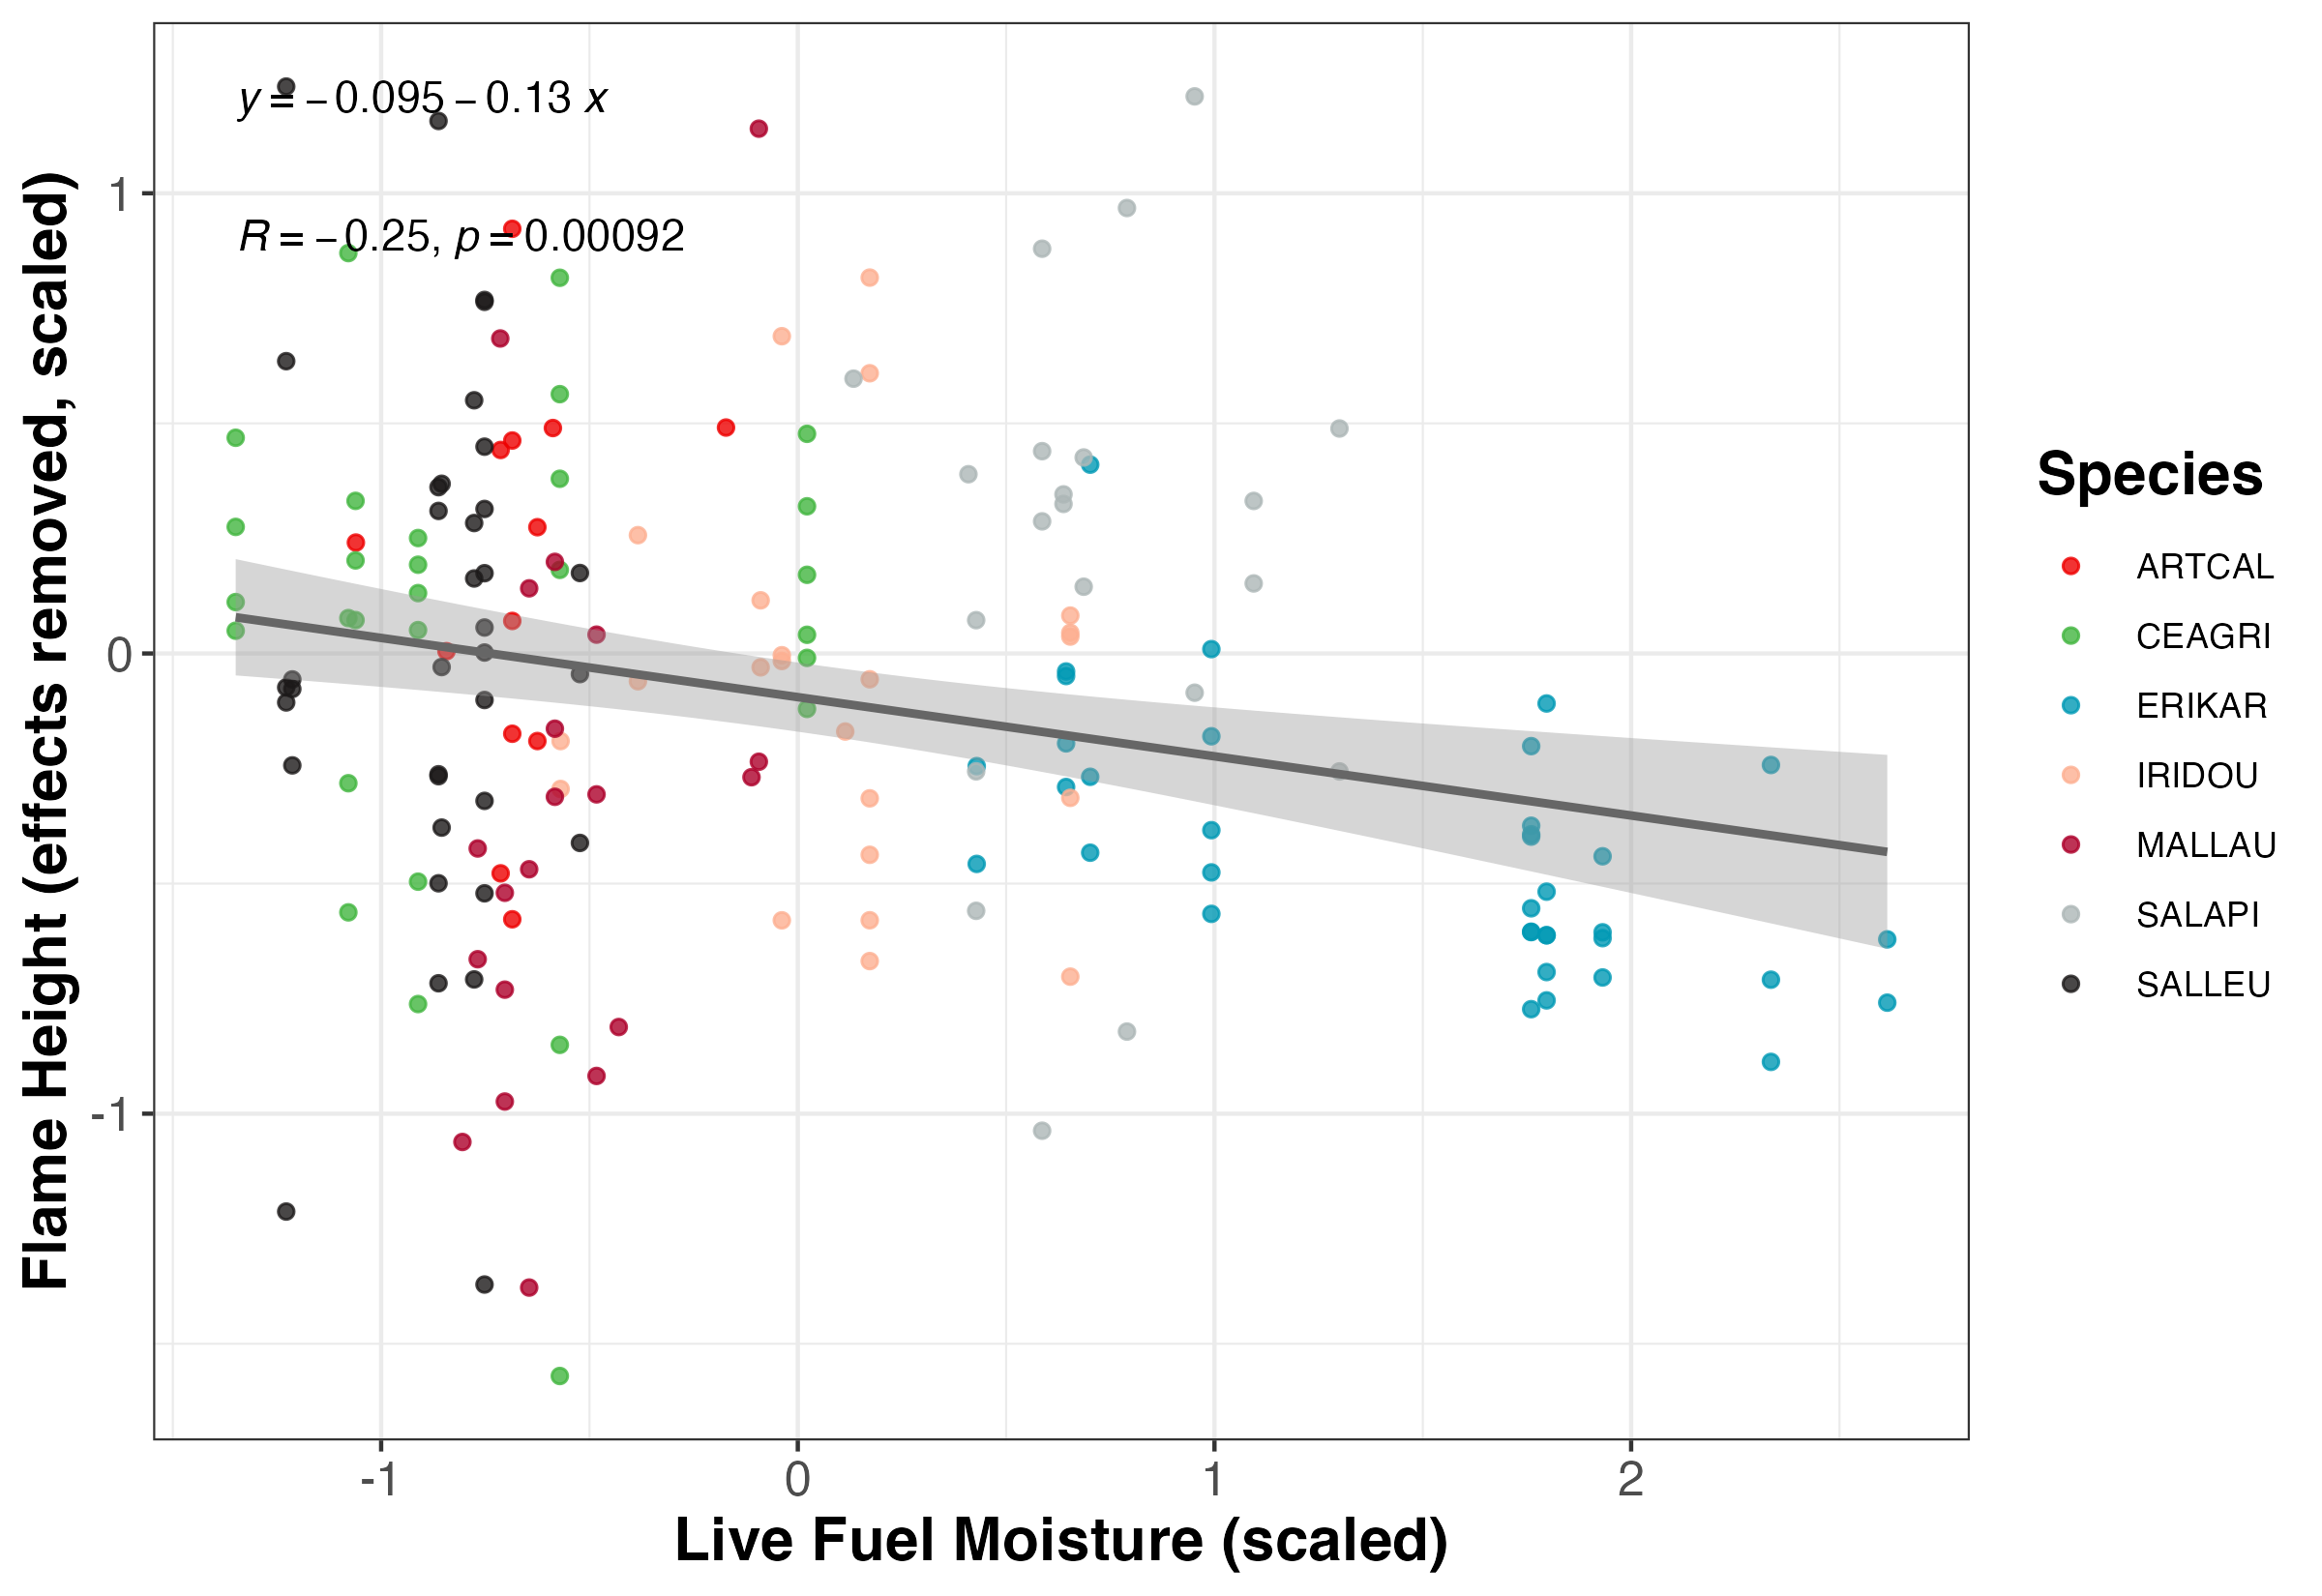 y = −0.095 − 0.13 x
R = −0.25, p = 0.00092
Flame Height (effects removed, scaled)
1
0
-1
-1 0 1 2
Live Fuel Moisture (scaled)
Species
ARTCAL
CEAGRI
ERIKAR
IRIDOU
MALLAU
SALAPI
SALLEU